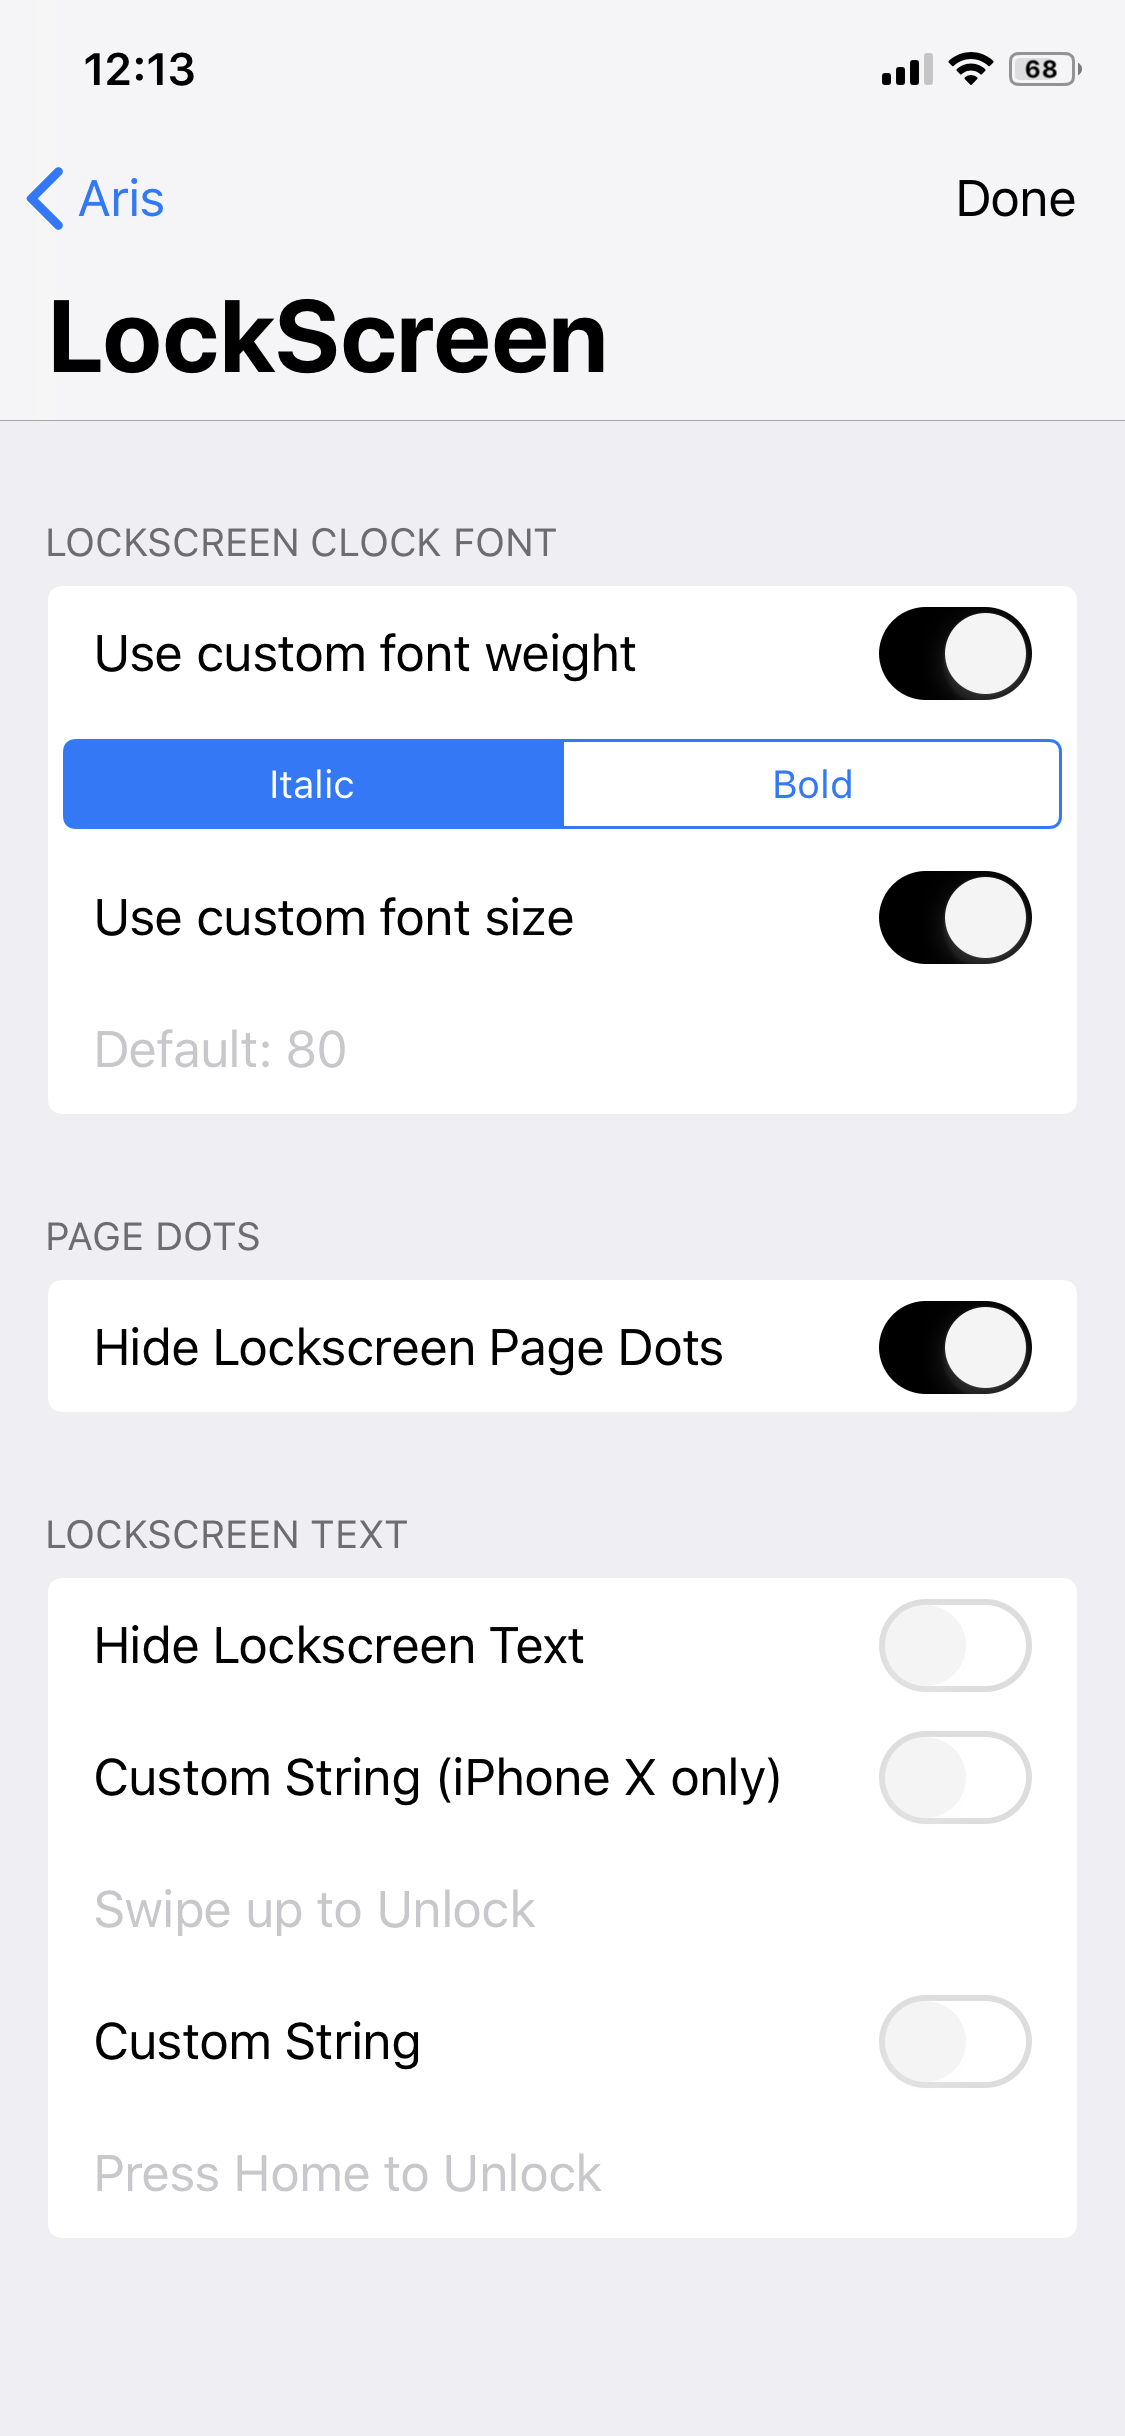 12:13
68
Aris
Done
LockScreen
LOCKSCREEN CLOCK FONT
Use custom font weight
Italic
Bold
Use custom font size
Default: 80
PAGE DOTS
Hide Lockscreen Page Dots
LOCKSCREEN TEXT
Hide Lockscreen Text
Custom String (iPhone X only)
Swipe up to Unlock
Custom String
Press Home to Unlock